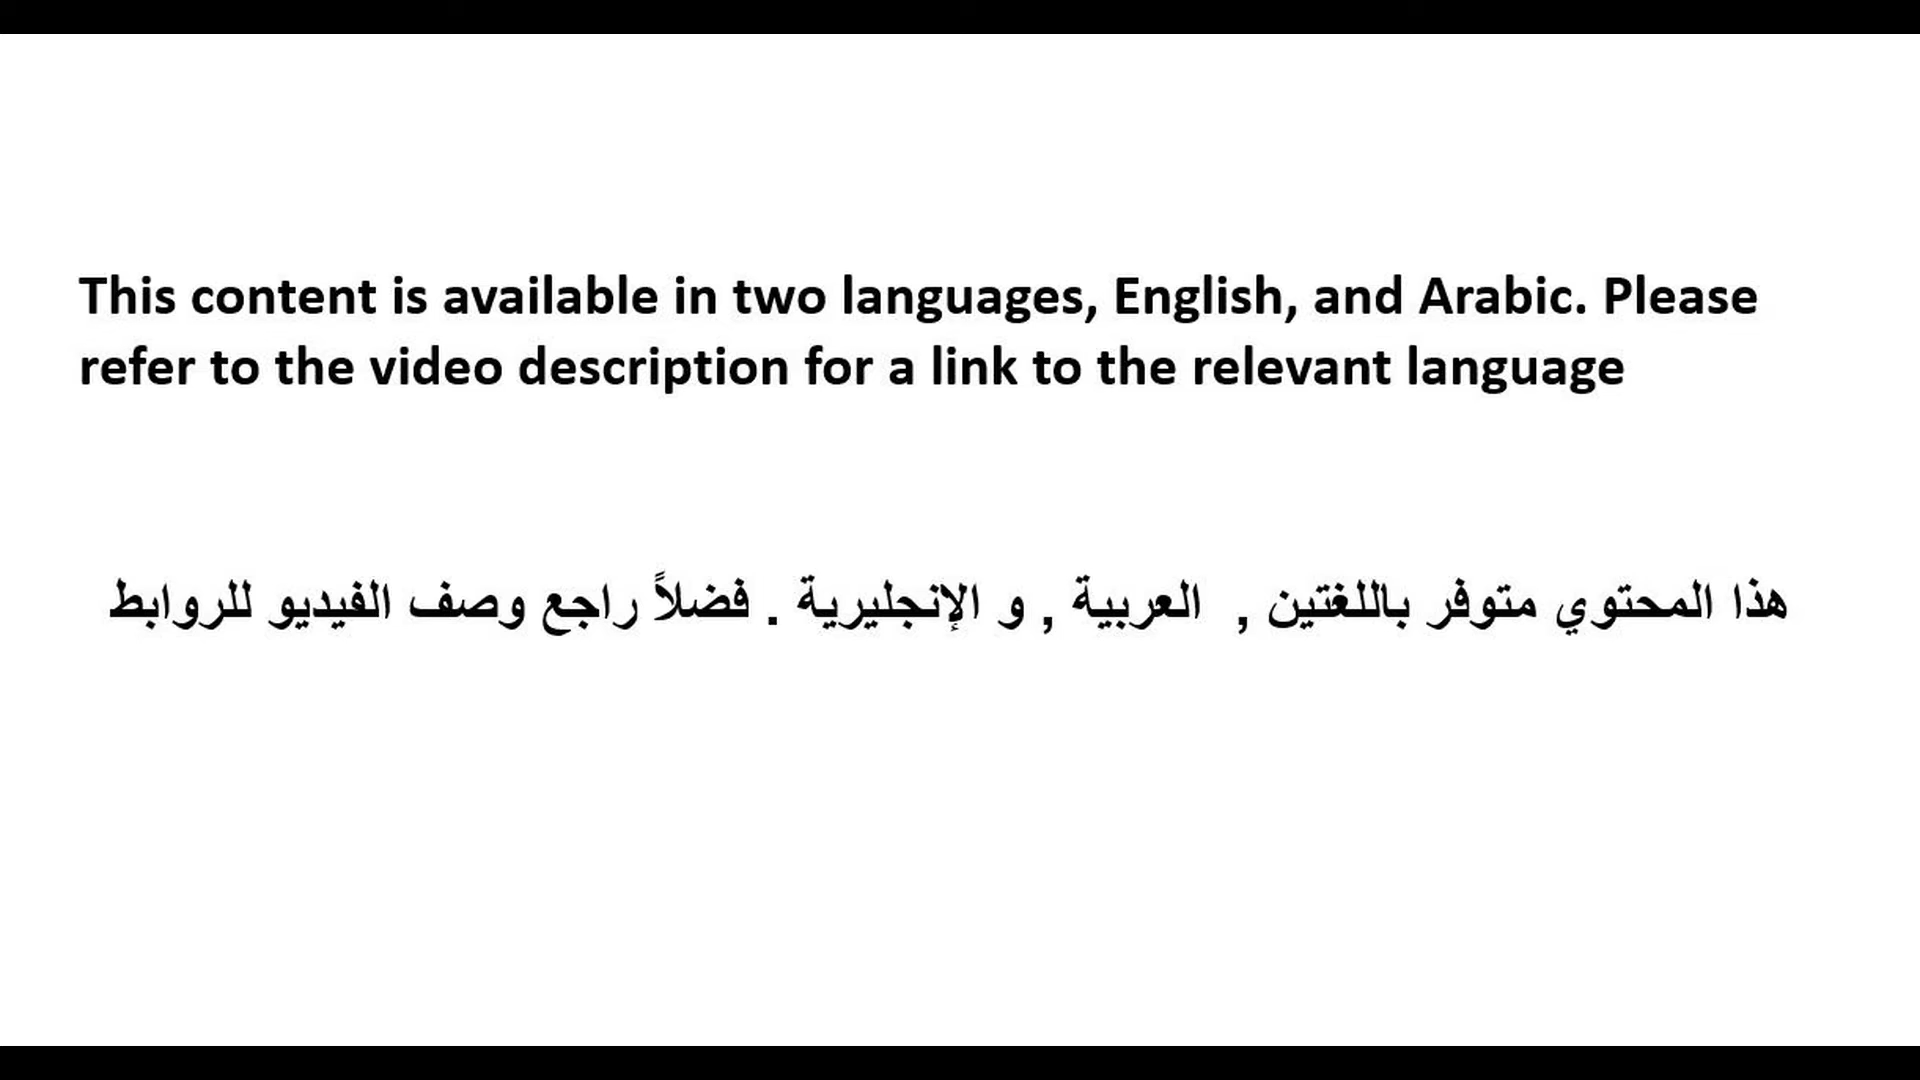 This content is available in two languages, English, and Arabic. Please
refer to the video description for a link to the relevant language
هذا المحتوي متوفر باللغتين , العربية , و الإنجليرية . فضلاً راجع وصف الفيديو للروابط